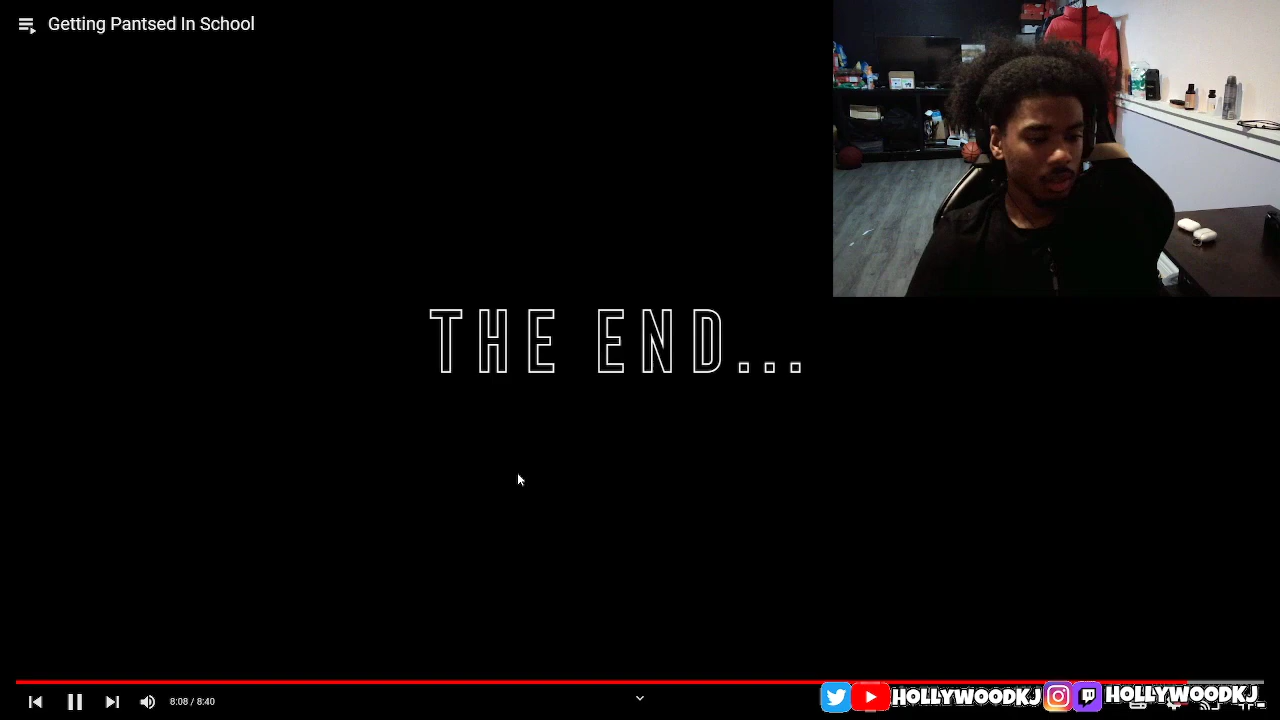 Getting Pantsed In School
THE END...
8:08 / 8:40
HOLLYWOODKJ HOLLYWOODKJ